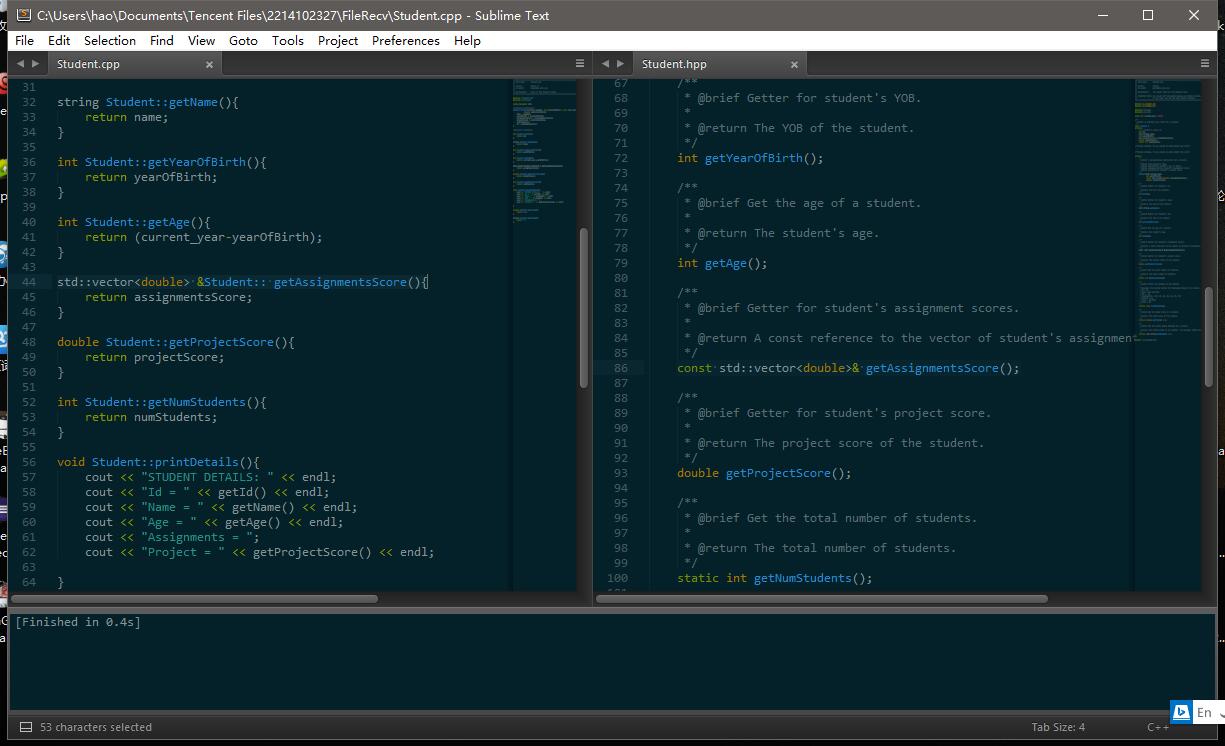 C:\Users\hao\Documents\Tencent Files\2214102327\FileRecv\Student.cpp - Sublime Text
File Edit Selection Find View Goto Tools Project Preferences Help
Student.cpp
31
32 string Student::getName(){
33 return name;
34 }
35
36 int Student::getYearOfBirth(){
37 return yearOfBirth;
38 }
39
40 int Student::getAge(){
41 return (current_year-yearOfBirth);
42 }
43
44 std::vector<double> &Student:: getAssignmentsScore(){
45 return assignmentsScore;
46 }
47
48 double Student::getProjectScore(){
49 return projectScore;
50 }
51
52 int Student::getNumStudents(){
53 return numStudents;
54 }
55
56 void Student::printDetails(){
57 cout << "STUDENT DETAILS: " << endl;
58 cout << "Id = " << getId() << endl;
59 cout << "Name = " << getName() << endl;
60 cout << "Age = " << getAge() << endl;
61 cout << "Assignments = ";
62 cout << "Project = " << getProjectScore() << endl;
63
64 }
Student.hpp
67 /**
68 * @brief Getter for student's YOB.
69 *
70 * @return The YOB of the student.
71 */
72 int getYearOfBirth();
73
74 /**
75 * @brief Get the age of a student.
76 *
77 * @return The student's age.
78 */
79 int getAge();
80
81 /**
82 * @brief Getter for student's assignment scores.
83 *
84 * @return A const reference to the vector of student's assignmen
85 */
86 const std::vector<double>& getAssignmentsScore();
87
88 /**
89 * @brief Getter for student's project score.
90 *
91 * @return The project score of the student.
92 */
93 double getProjectScore();
94
95 /**
96 * @brief Get the total number of students.
97 *
98 * @return The total number of students.
99 */
100 static int getNumStudents();
[Finished in 0.4s]
53 characters selected
Tab Size: 4
C++
En